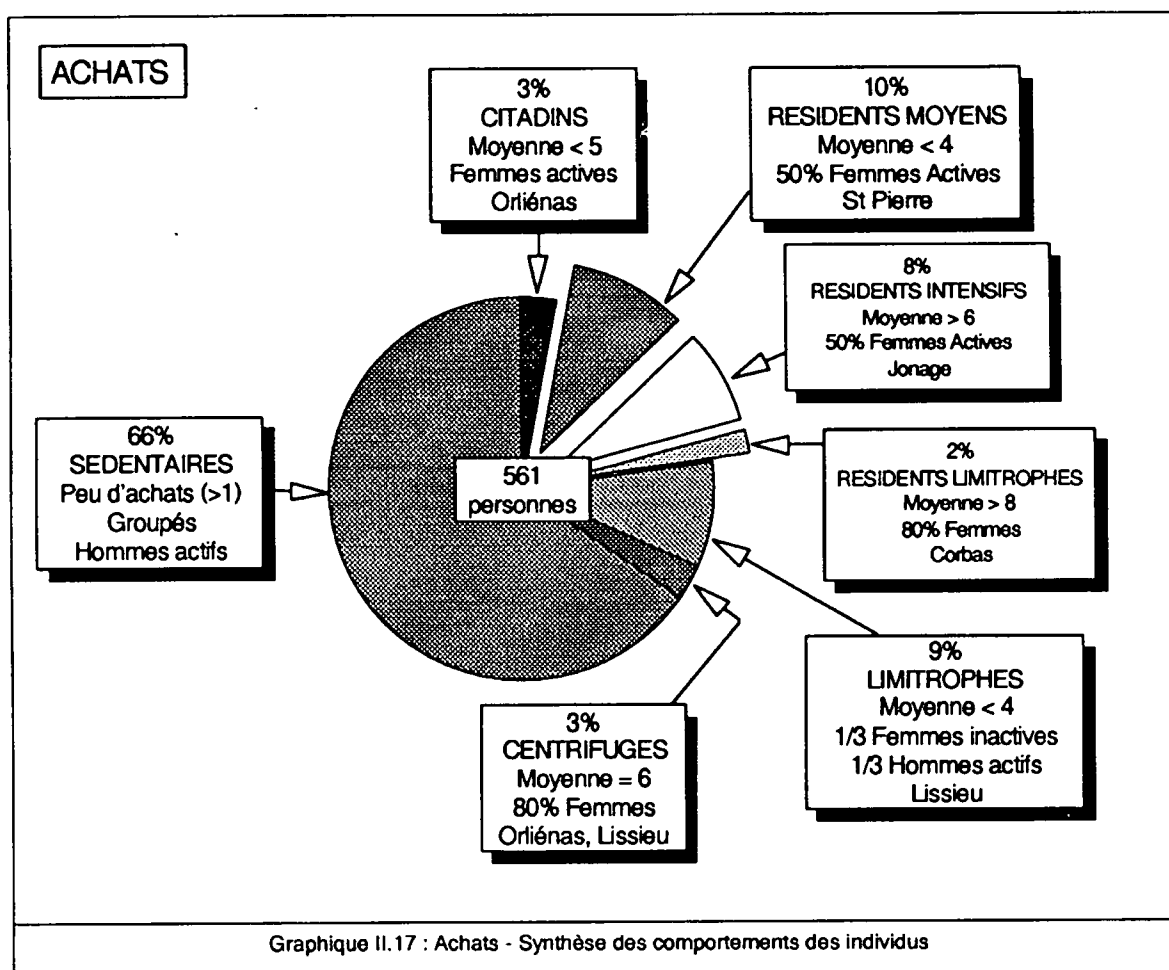 ACHATS
3%
CITADINS
Moyenne < 5
Femmes actives
Orliénas
10%
RESIDENTS MOYENS
Moyenne < 4
50% Femmes Actives
St Pierre
8%
RESIDENTS INTENSIFS
Moyenne > 6
50% Femmes Actives
Jonage
66%
SEDENTAIRES
Peu d'achats (>1)
Groupés
Hommes actifs
561
personnes
2%
RESIDENTS LIMITROPHES
Moyenne > 8
80% Femmes
Corbas
9%
LIMITROPHES
Moyenne < 4
1/3 Femmes inactives
1/3 Hommes actifs
Lissieu
3%
CENTRIFUGES
Moyenne = 6
80% Femmes
Orliénas, Lissieu
Graphique II.17 : Achats - Synthèse des comportements des individus